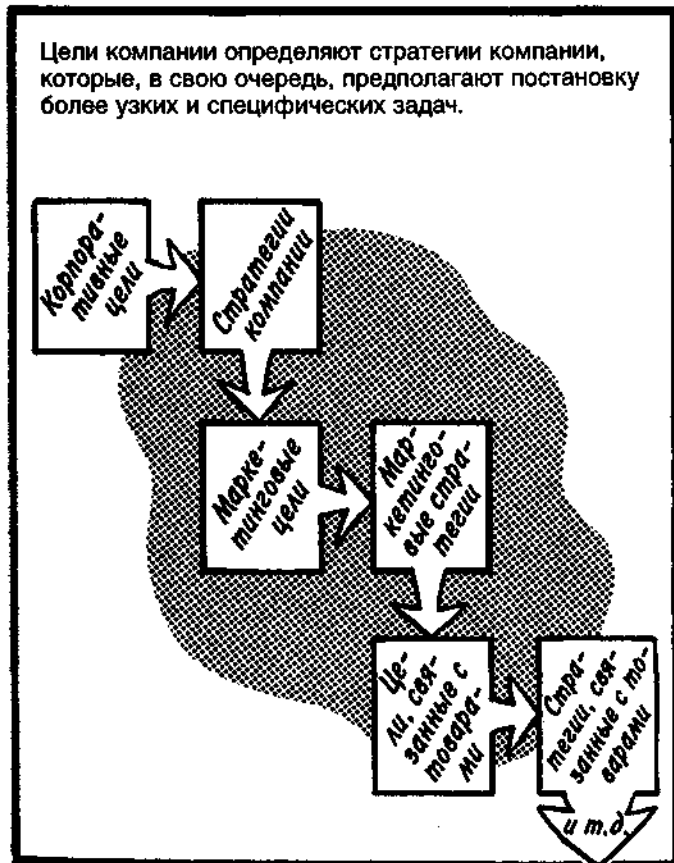 Цели компании определяют стратегии компании,
которые, в свою очередь, предполагают постановку
более узких и специфических задач.
Корпора-
тивные
цели
Стратегии
компании
Марке-
тинговые
цели
Мар-
кетинго-
вые стра-
тегии
Це-
ли, свя-
занные с
товара-
ми
Стра-
тегии, свя-
занные с то-
варами
и т.д.